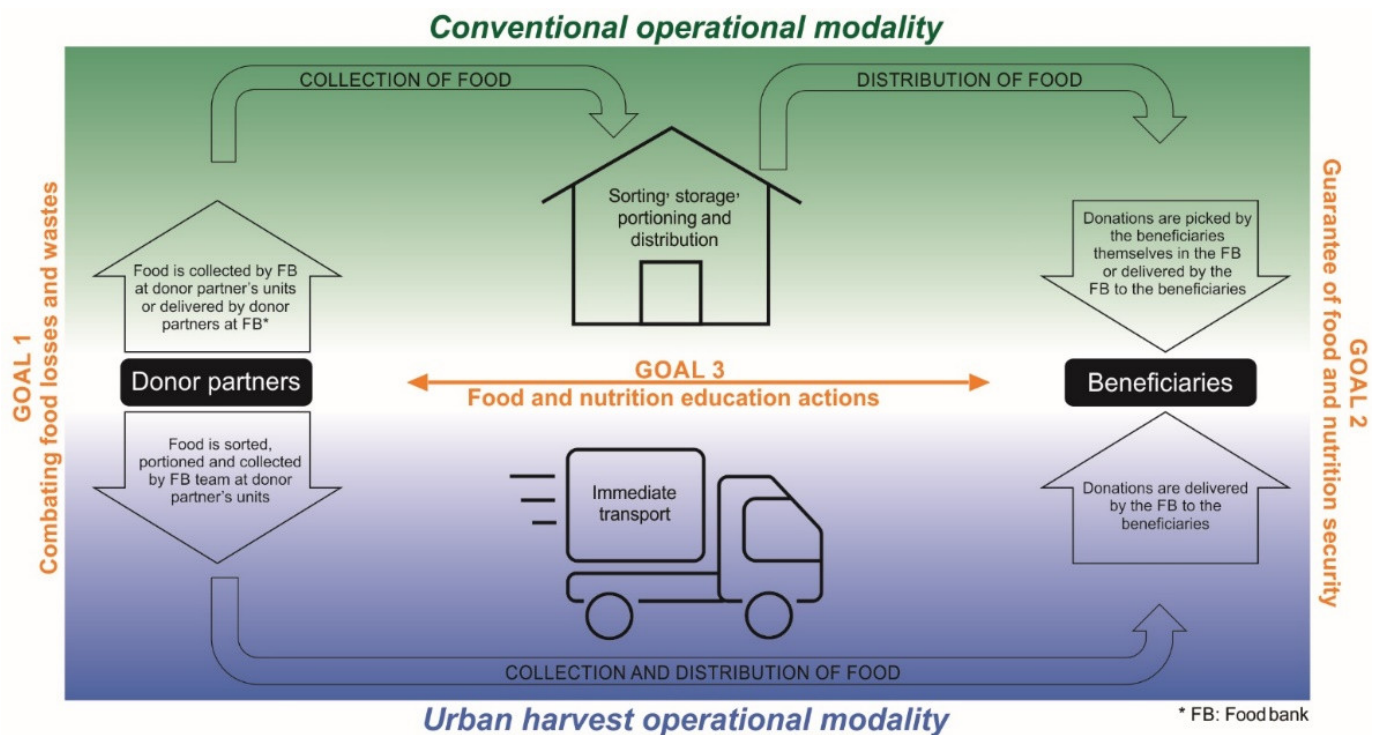 Conventional operational modality
COLLECTION OF FOOD
DISTRIBUTION OF FOOD
Sorting, storage,
portioning and
distribution
Food is collected by FB
at donor partner's units
or delivered by donor
partners at FB*
Donations are picked by
the beneficiaries
themselves in the FB
or delivered by the
FB to the beneficiaries
GOAL 1
Combating food losses and wastes
Donor partners
GOAL 3
Food and nutrition education actions
Beneficiaries
GOAL 2
Guarantee of food and nutrition security
Food is sorted,
portioned and collected
by FB team at donor
partner's units
Immediate
transport
Donations are delivered
by the FB to the
beneficiaries
COLLECTION AND DISTRIBUTION OF FOOD
Urban harvest operational modality
* FB: Food bank